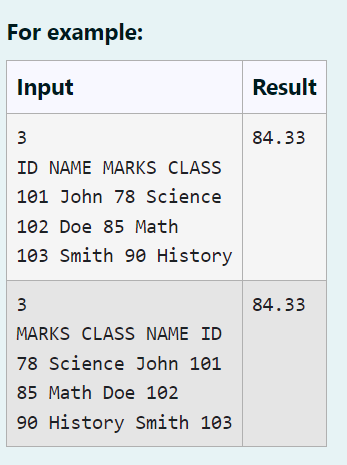 For example:
Input Result
3 84.33
ID NAME MARKS CLASS
101 John 78 Science
102 Doe 85 Math
103 Smith 90 History
3 84.33
MARKS CLASS NAME ID
78 Science John 101
85 Math Doe 102
90 History Smith 103